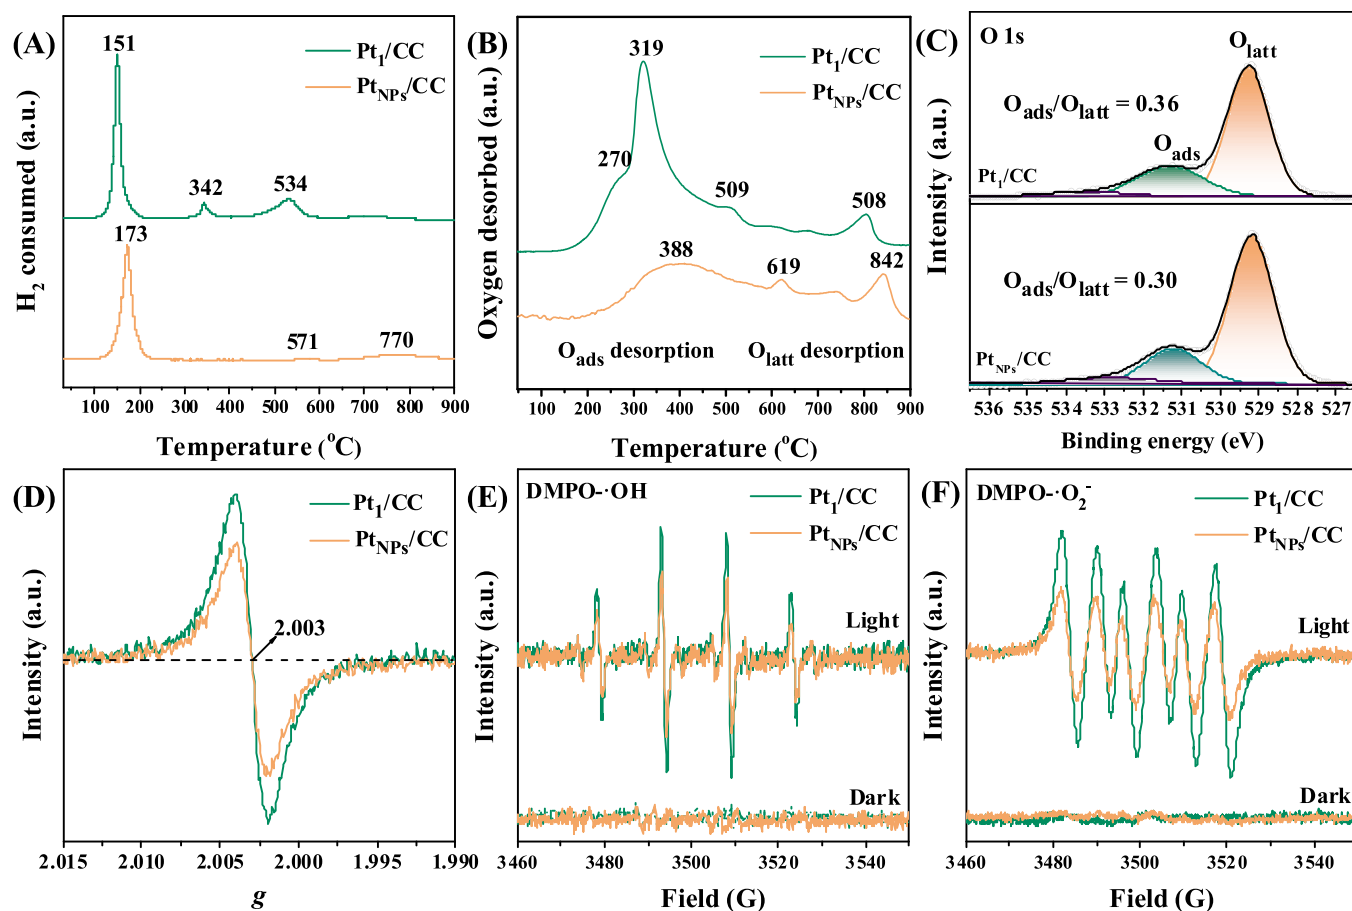 (A)
151
Pt1/CC
PtNPs/CC
342
534
173
571
770
H2 consumed (a.u.)
100 200 300 400 500 600 700 800 900
Temperature (°C)
(B)
319
Pt1/CC
PtNPs/CC
270
509
508
388
619
842
Oads desorption
Olatt desorption
Oxygen desorbed (a.u.)
100 200 300 400 500 600 700 800 900
Temperature (°C)
(C)
O 1s
Olatt
Oads/Olatt = 0.36
Oads
Pt1/CC
Oads/Olatt = 0.30
PtNPs/CC
Intensity (a.u.)
536 535 534 533 532 531 530 529 528 527
Binding energy (eV)
(D)
Pt1/CC
PtNPs/CC
2.003
Intensity (a.u.)
2.015 2.010 2.005 2.000 1.995 1.990
g
(E)
DMPO-·OH
Pt1/CC
PtNPs/CC
Light
Dark
Intensity (a.u.)
3460 3480 3500 3520 3540
Field (G)
(F)
DMPO-·O2-
Pt1/CC
PtNPs/CC
Light
Dark
Intensity (a.u.)
3460 3480 3500 3520 3540
Field (G)